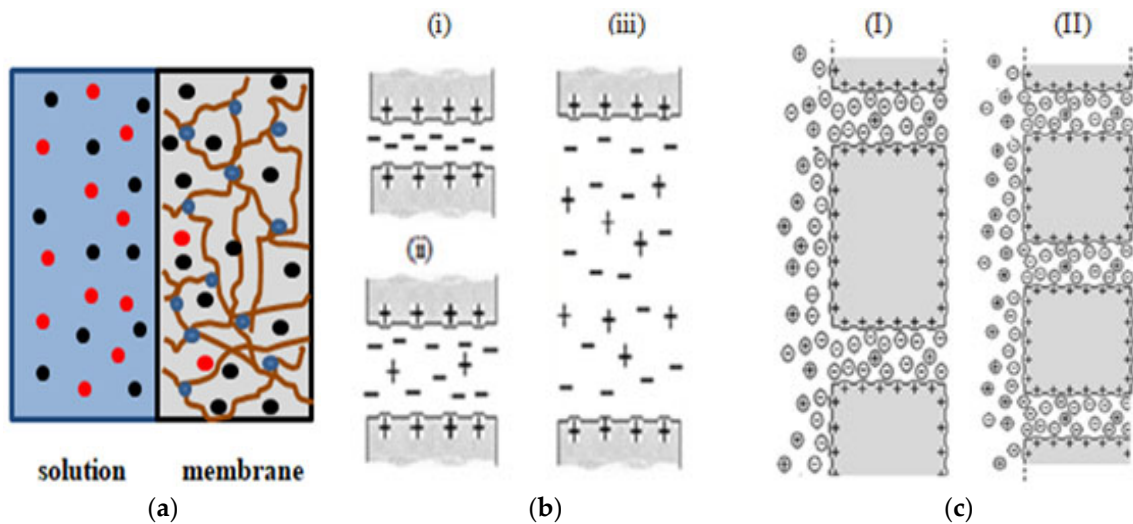 (i) (iii) (I) (II)
(ii)
solution membrane
(a) (b) (c)